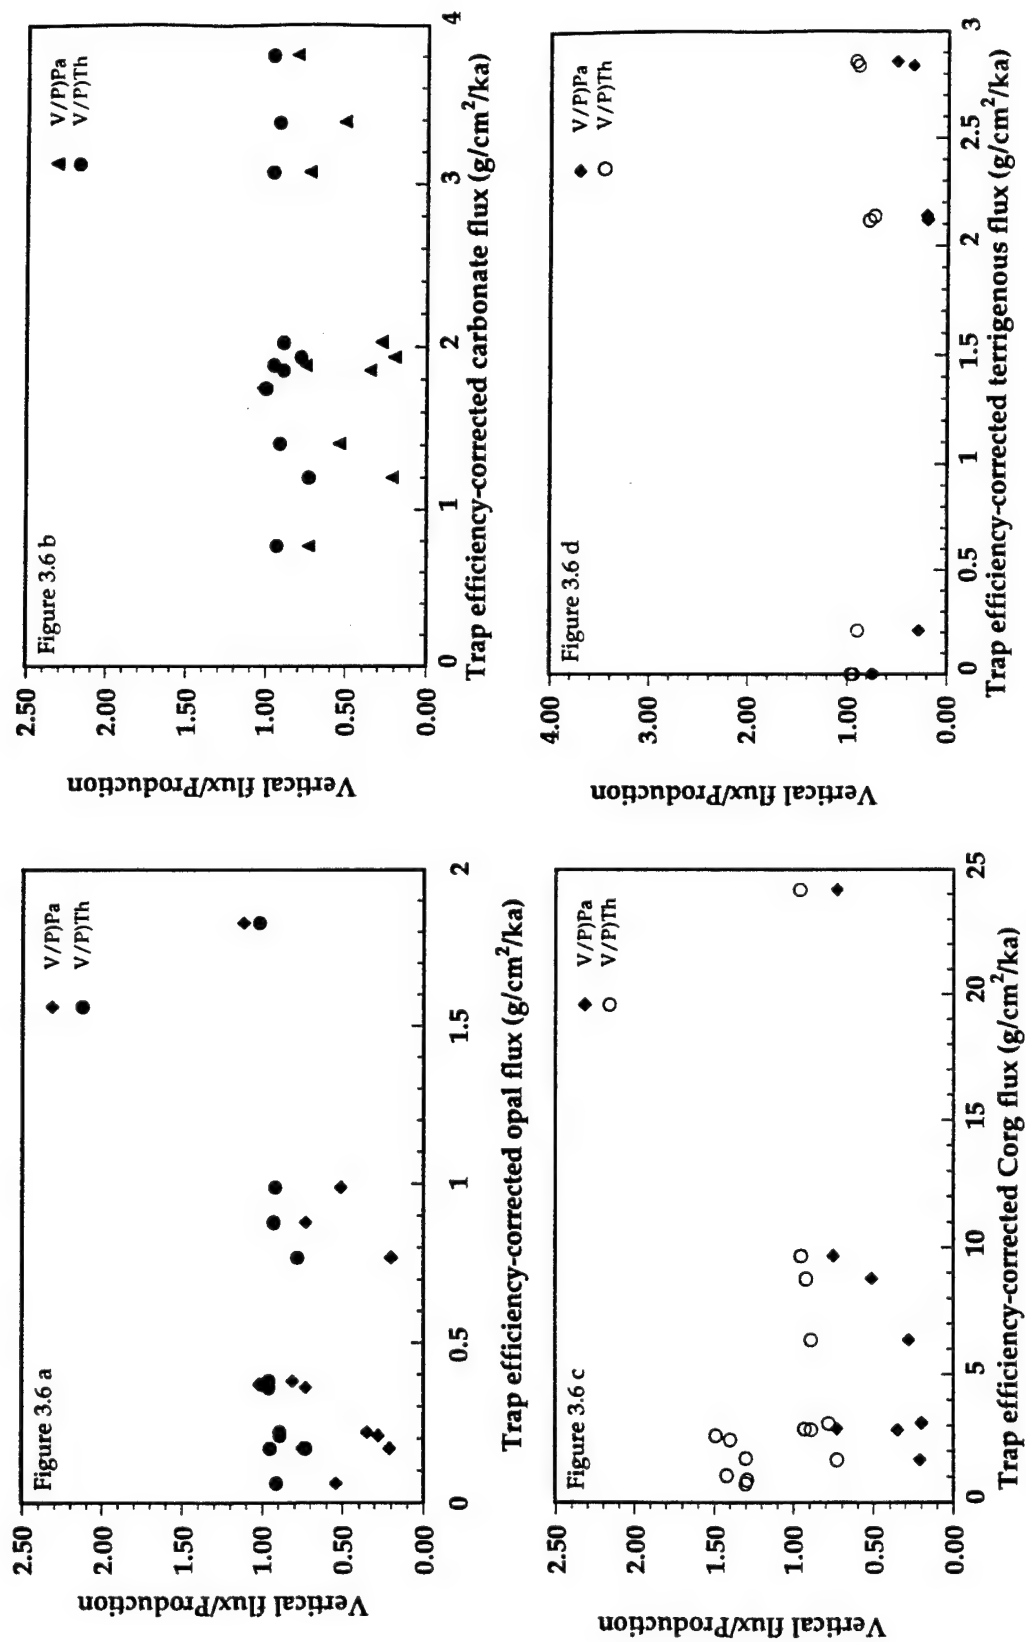 Figure 3.6 a
V/P)Pa
V/P)Th
2.50
2.00
1.50
1.00
0.50
0.00
Vertical flux/Production
0
0.5
1
1.5
2
Trap efficiency-corrected opal flux (g/cm²/ka)
Figure 3.6 b
V/P)Pa
V/P)Th
2.50
2.00
1.50
1.00
0.50
0.00
Vertical flux/Production
0
1
2
3
4
Trap efficiency-corrected carbonate flux (g/cm²/ka)
Figure 3.6 c
V/P)Pa
V/P)Th
2.50
2.00
1.50
1.00
0.50
0.00
Vertical flux/Production
0
5
10
15
20
25
Trap efficiency-corrected Corg flux (g/cm²/ka)
Figure 3.6 d
V/P)Pa
V/P)Th
4.00
3.00
2.00
1.00
0.00
Vertical flux/Production
0
0.5
1
1.5
2
2.5
3
Trap efficiency-corrected terrigenous flux (g/cm²/ka)